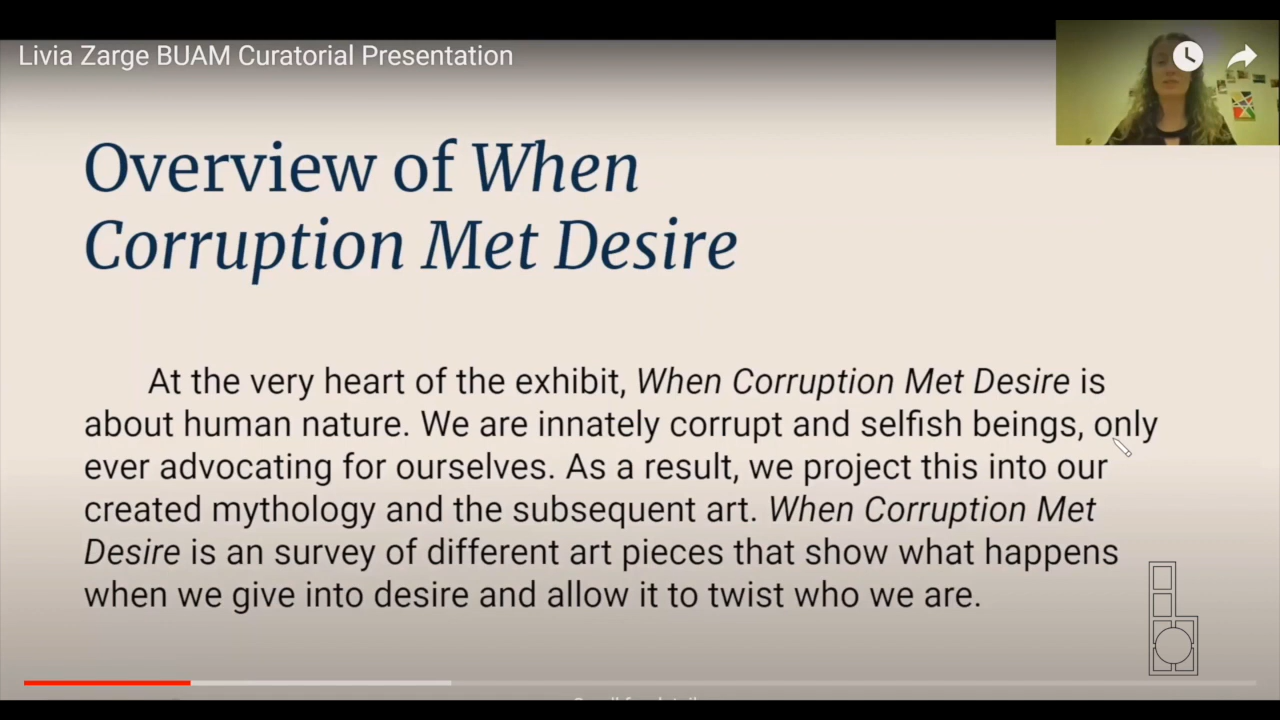 Livia Zarge BUAM Curatorial Presentation
Overview of When
Corruption Met Desire
At the very heart of the exhibit, When Corruption Met Desire is
about human nature. We are innately corrupt and selfish beings, only
ever advocating for ourselves. As a result, we project this into our
created mythology and the subsequent art. When Corruption Met
Desire is an survey of different art pieces that show what happens
when we give into desire and allow it to twist who we are.